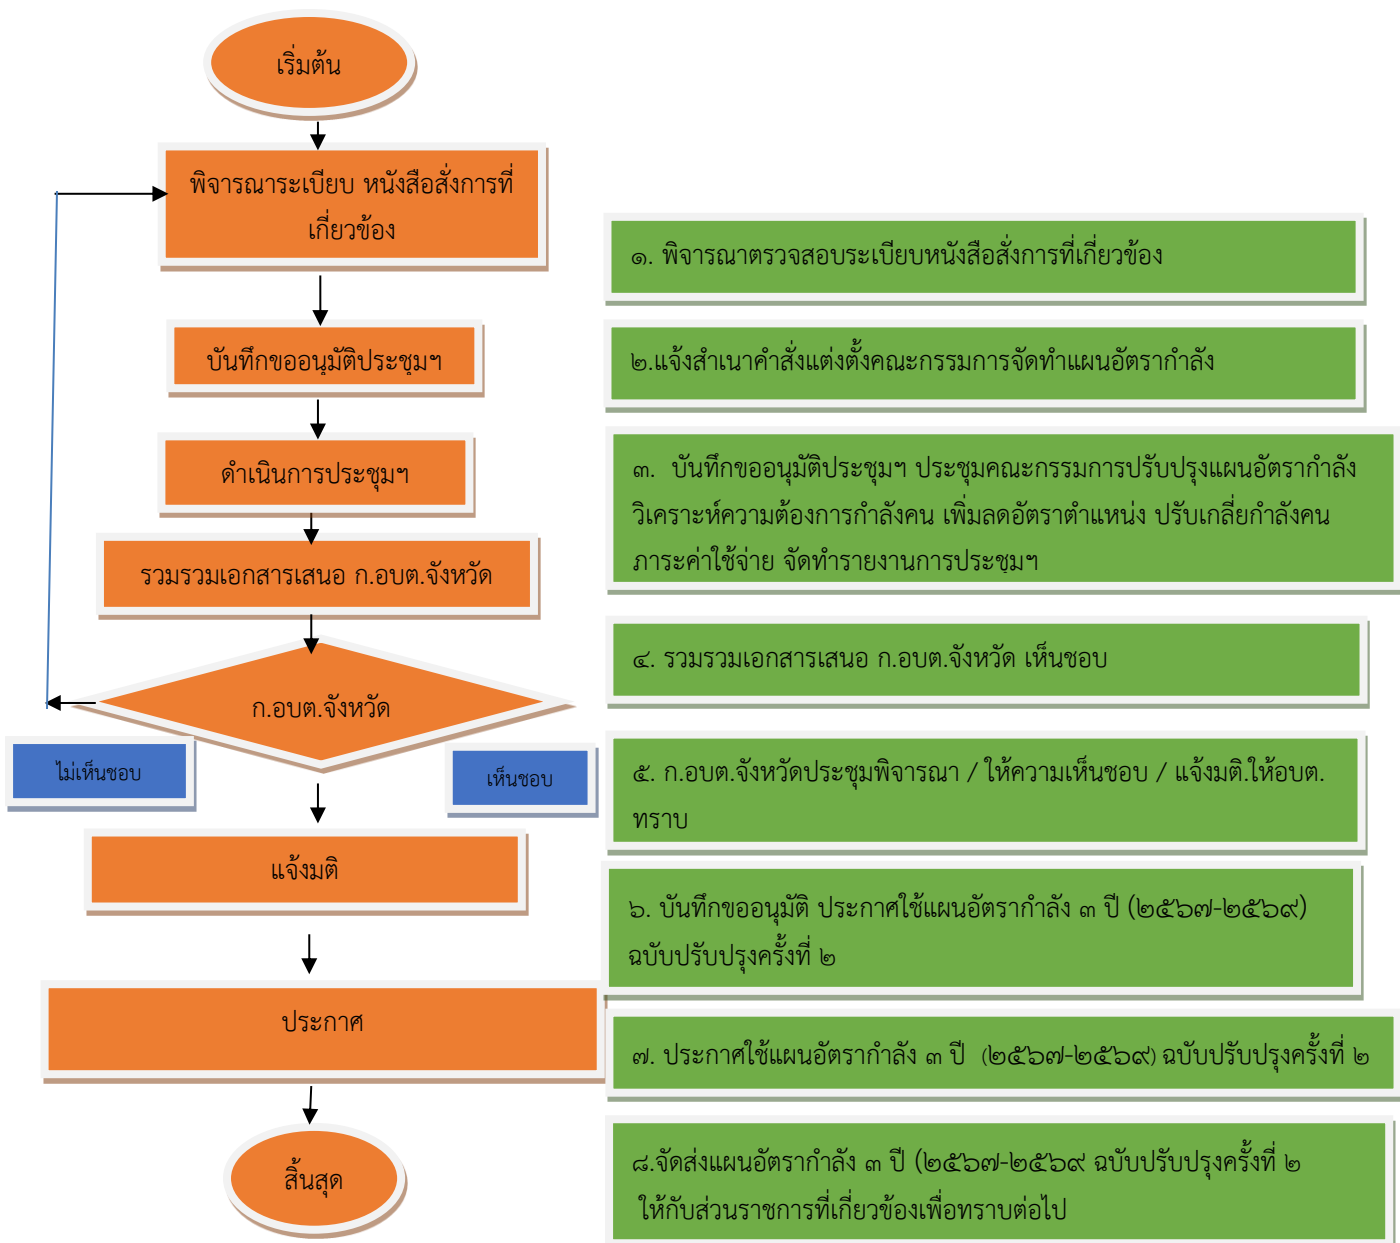 เริ่มต้น
พิจารณาระเบียบ หนังสือสั่งการที่
เกี่ยวข้อง
บันทึกขออนุมัติประชุมฯ
ดำเนินการประชุมฯ
รวมรวมเอกสารเสนอ ก.อบต.จังหวัด
ก.อบต.จังหวัด
ไม่เห็นชอบ
เห็นชอบ
แจ้งมติ
ประกาศ
สิ้นสุด
๑. พิจารณาตรวจสอบระเบียบหนังสือสั่งการที่เกี่ยวข้อง
๒.แจ้งสำเนาคำสั่งแต่งตั้งคณะกรรมการจัดทำแผนอัตรากำลัง
๓. บันทึกขออนุมัติประชุมฯ ประชุมคณะกรรมการปรับปรุงแผนอัตรากำลัง
วิเคราะห์ความต้องการกำลังคน เพิ่มลดอัตราตำแหน่ง ปรับเกลี่ยกำลังคน
ภาระค่าใช้จ่าย จัดทำรายงานการประชุมฯ
๔. รวมรวมเอกสารเสนอ ก.อบต.จังหวัด เห็นชอบ
๕. ก.อบต.จังหวัดประชุมพิจารณา / ให้ความเห็นชอบ / แจ้งมติ.ให้อบต.
ทราบ
๖. บันทึกขออนุมัติ ประกาศใช้แผนอัตรากำลัง ๓ ปี (๒๕๖๗-๒๕๖๙)
ฉบับปรับปรุงครั้งที่ ๒
๗. ประกาศใช้แผนอัตรากำลัง ๓ ปี (๒๕๖๗-๒๕๖๙) ฉบับปรับปรุงครั้งที่ ๒
๘.จัดส่งแผนอัตรากำลัง ๓ ปี (๒๕๖๗-๒๕๖๙ ฉบับปรับปรุงครั้งที่ ๒
ให้กับส่วนราชการที่เกี่ยวข้องเพื่อทราบต่อไป